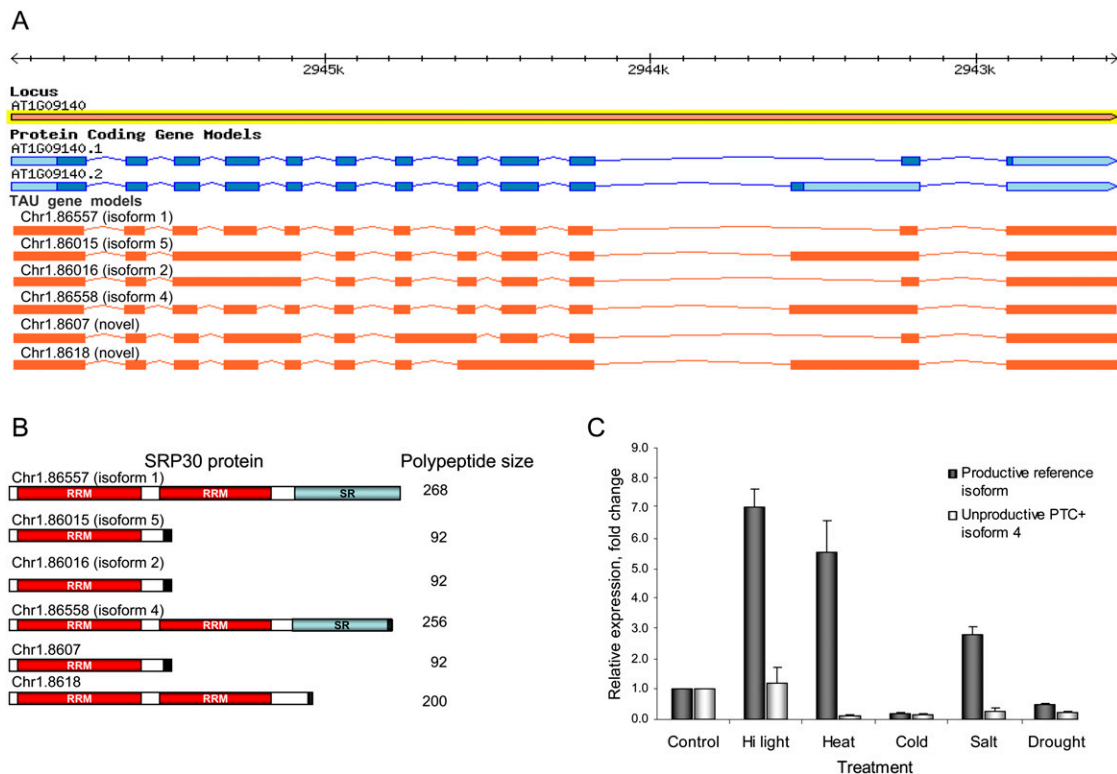 A
2945k 2944k 2943k
Locus
AT1G09140
Protein Coding Gene Models
AT1G09140.1
AT1G09140.2
TAU gene models
Chr1.86557 (isoform 1)
Chr1.86015 (isoform 5)
Chr1.86016 (isoform 2)
Chr1.86558 (isoform 4)
Chr1.8607 (novel)
Chr1.8618 (novel)
B
SRP30 protein Polypeptide size
Chr1.86557 (isoform 1)
RRM RRM SR 268
Chr1.86015 (isoform 5)
RRM 92
Chr1.86016 (isoform 2)
RRM 92
Chr1.86558 (isoform 4)
RRM RRM SR 256
Chr1.8607
RRM 92
Chr1.8618
RRM RRM 200
C
Relative expression, fold change
9.0
8.0
7.0
6.0
5.0
4.0
3.0
2.0
1.0
0.0
Productive reference
isoform
Unproductive PTC+
isoform 4
Control Hi light Heat Cold Salt Drought
Treatment